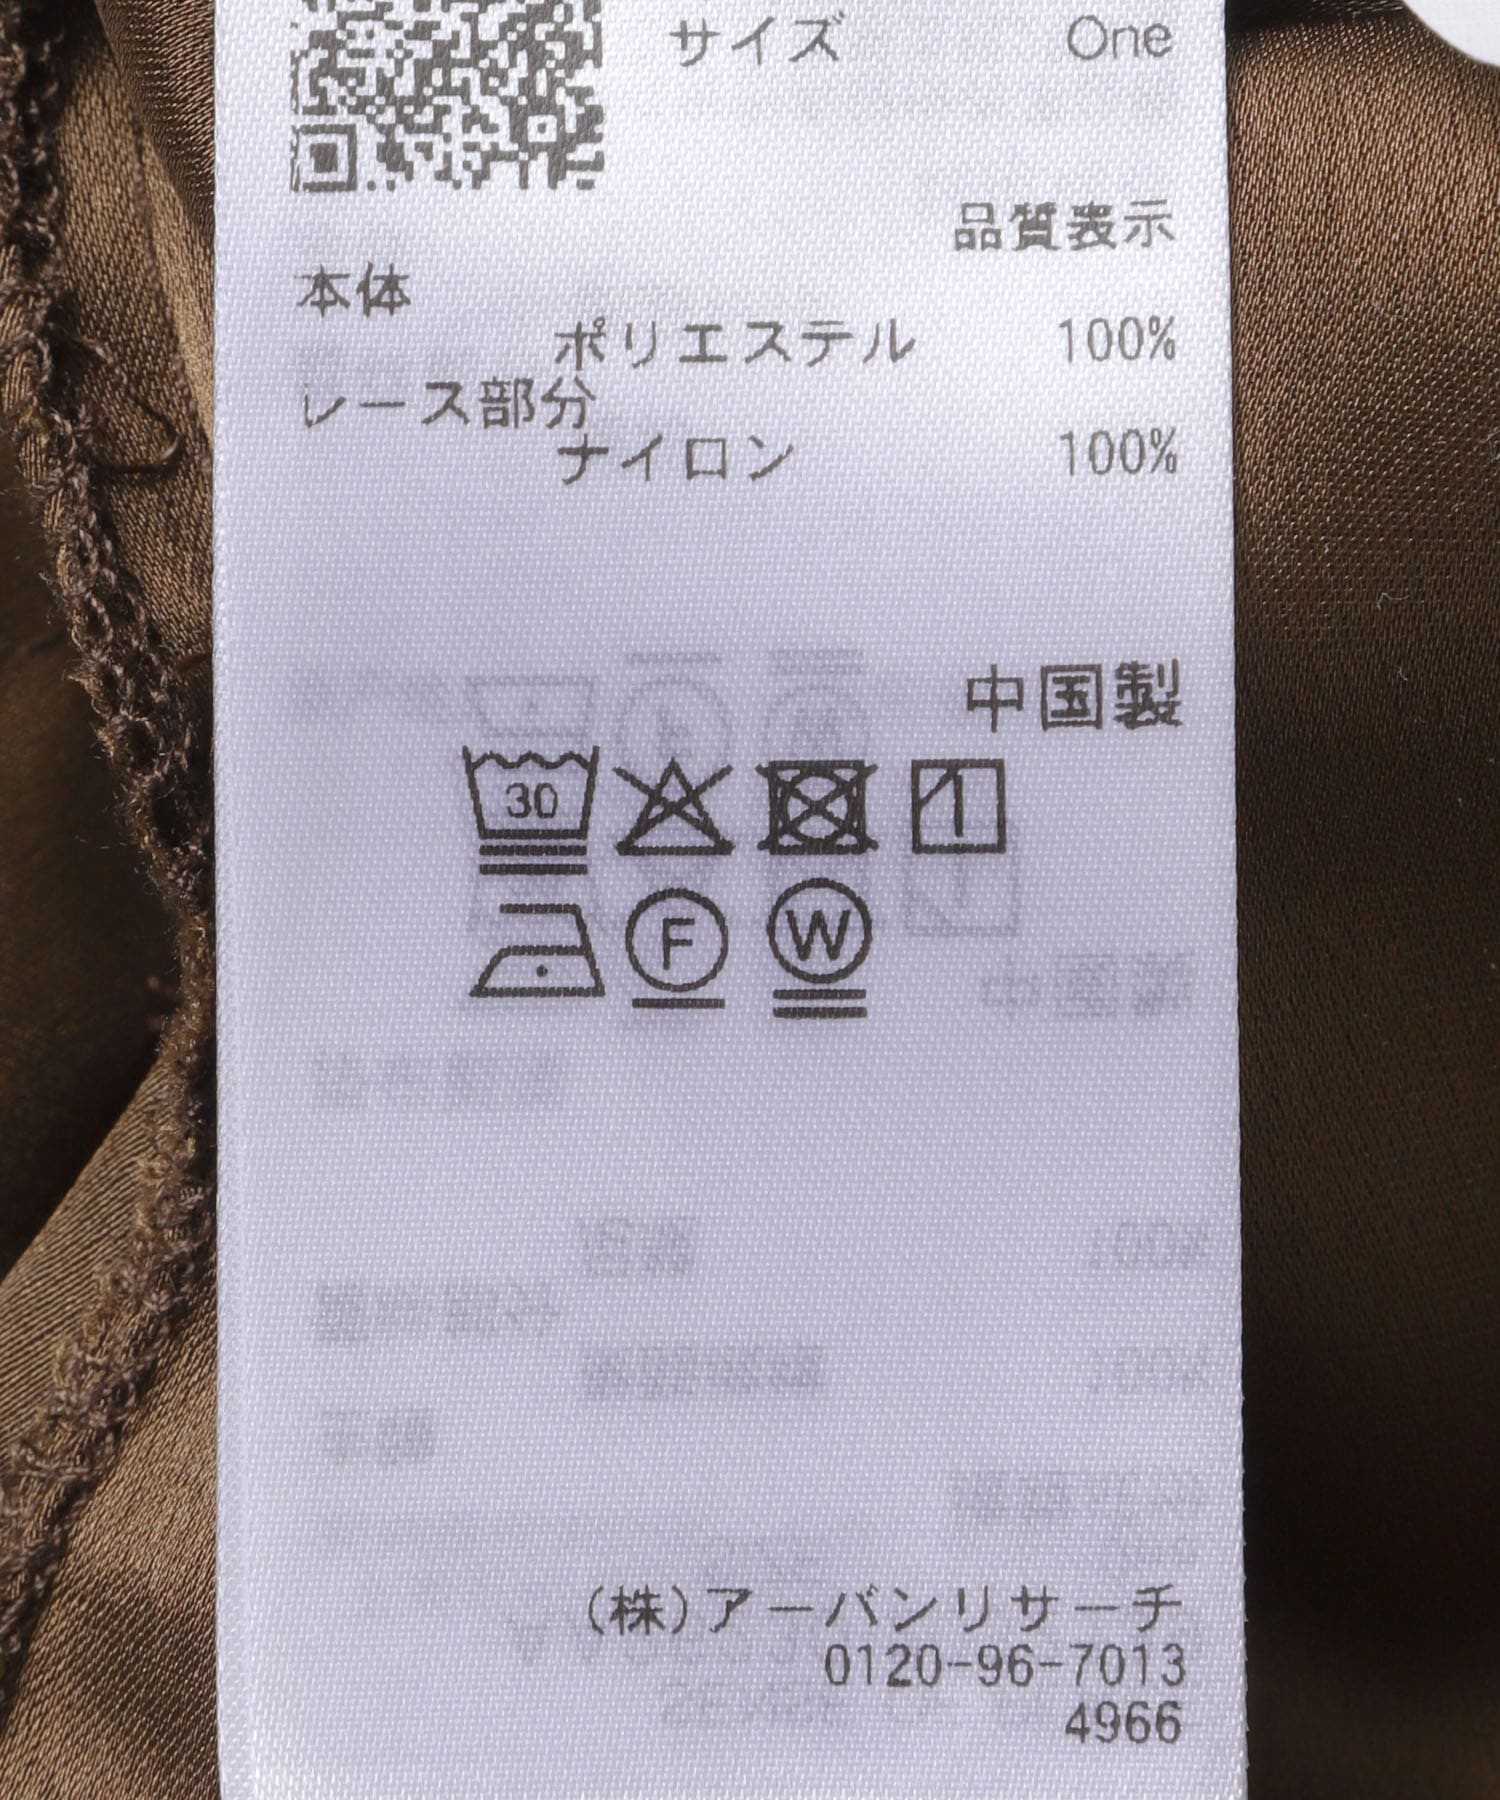 サイズ One
品質表示
本体
ポリエステル 100%
レース部分
ナイロン 100%
中国製
30
F W
(株)アーバンリサーチ
0120-96-7013
4966